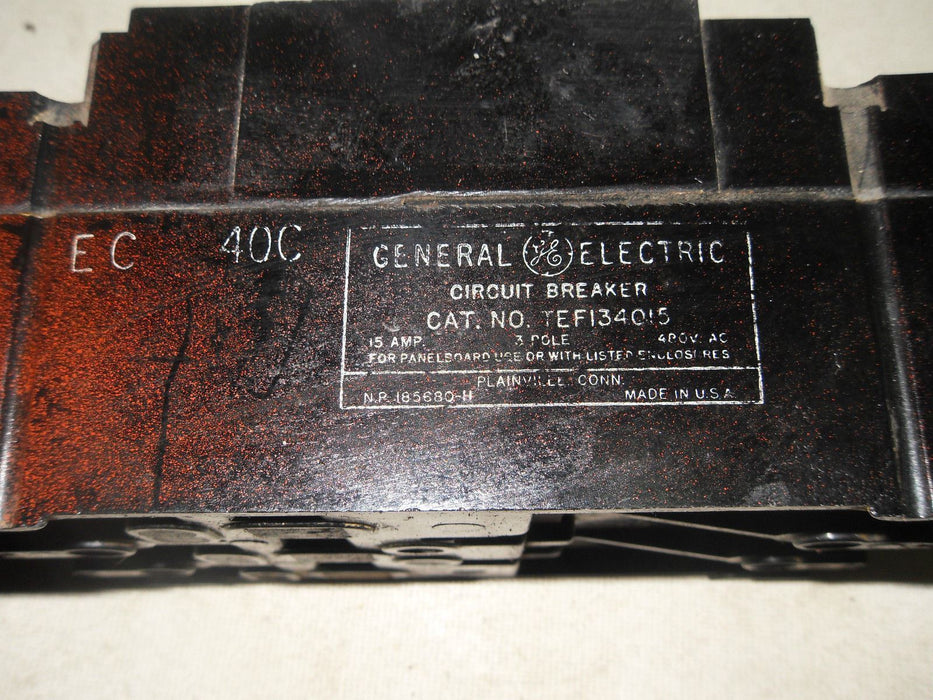 EC 40C
GENERAL GE ELECTRIC
CIRCUIT BREAKER
CAT. NO. TEF134015
15 AMP. 3 POLE 480V. AC
FOR PANELBOARD USE OR WITH LISTED ENCLOSURES
PLAINVILLE, CONN.
N.P. 185680-H MADE IN U.S.A.